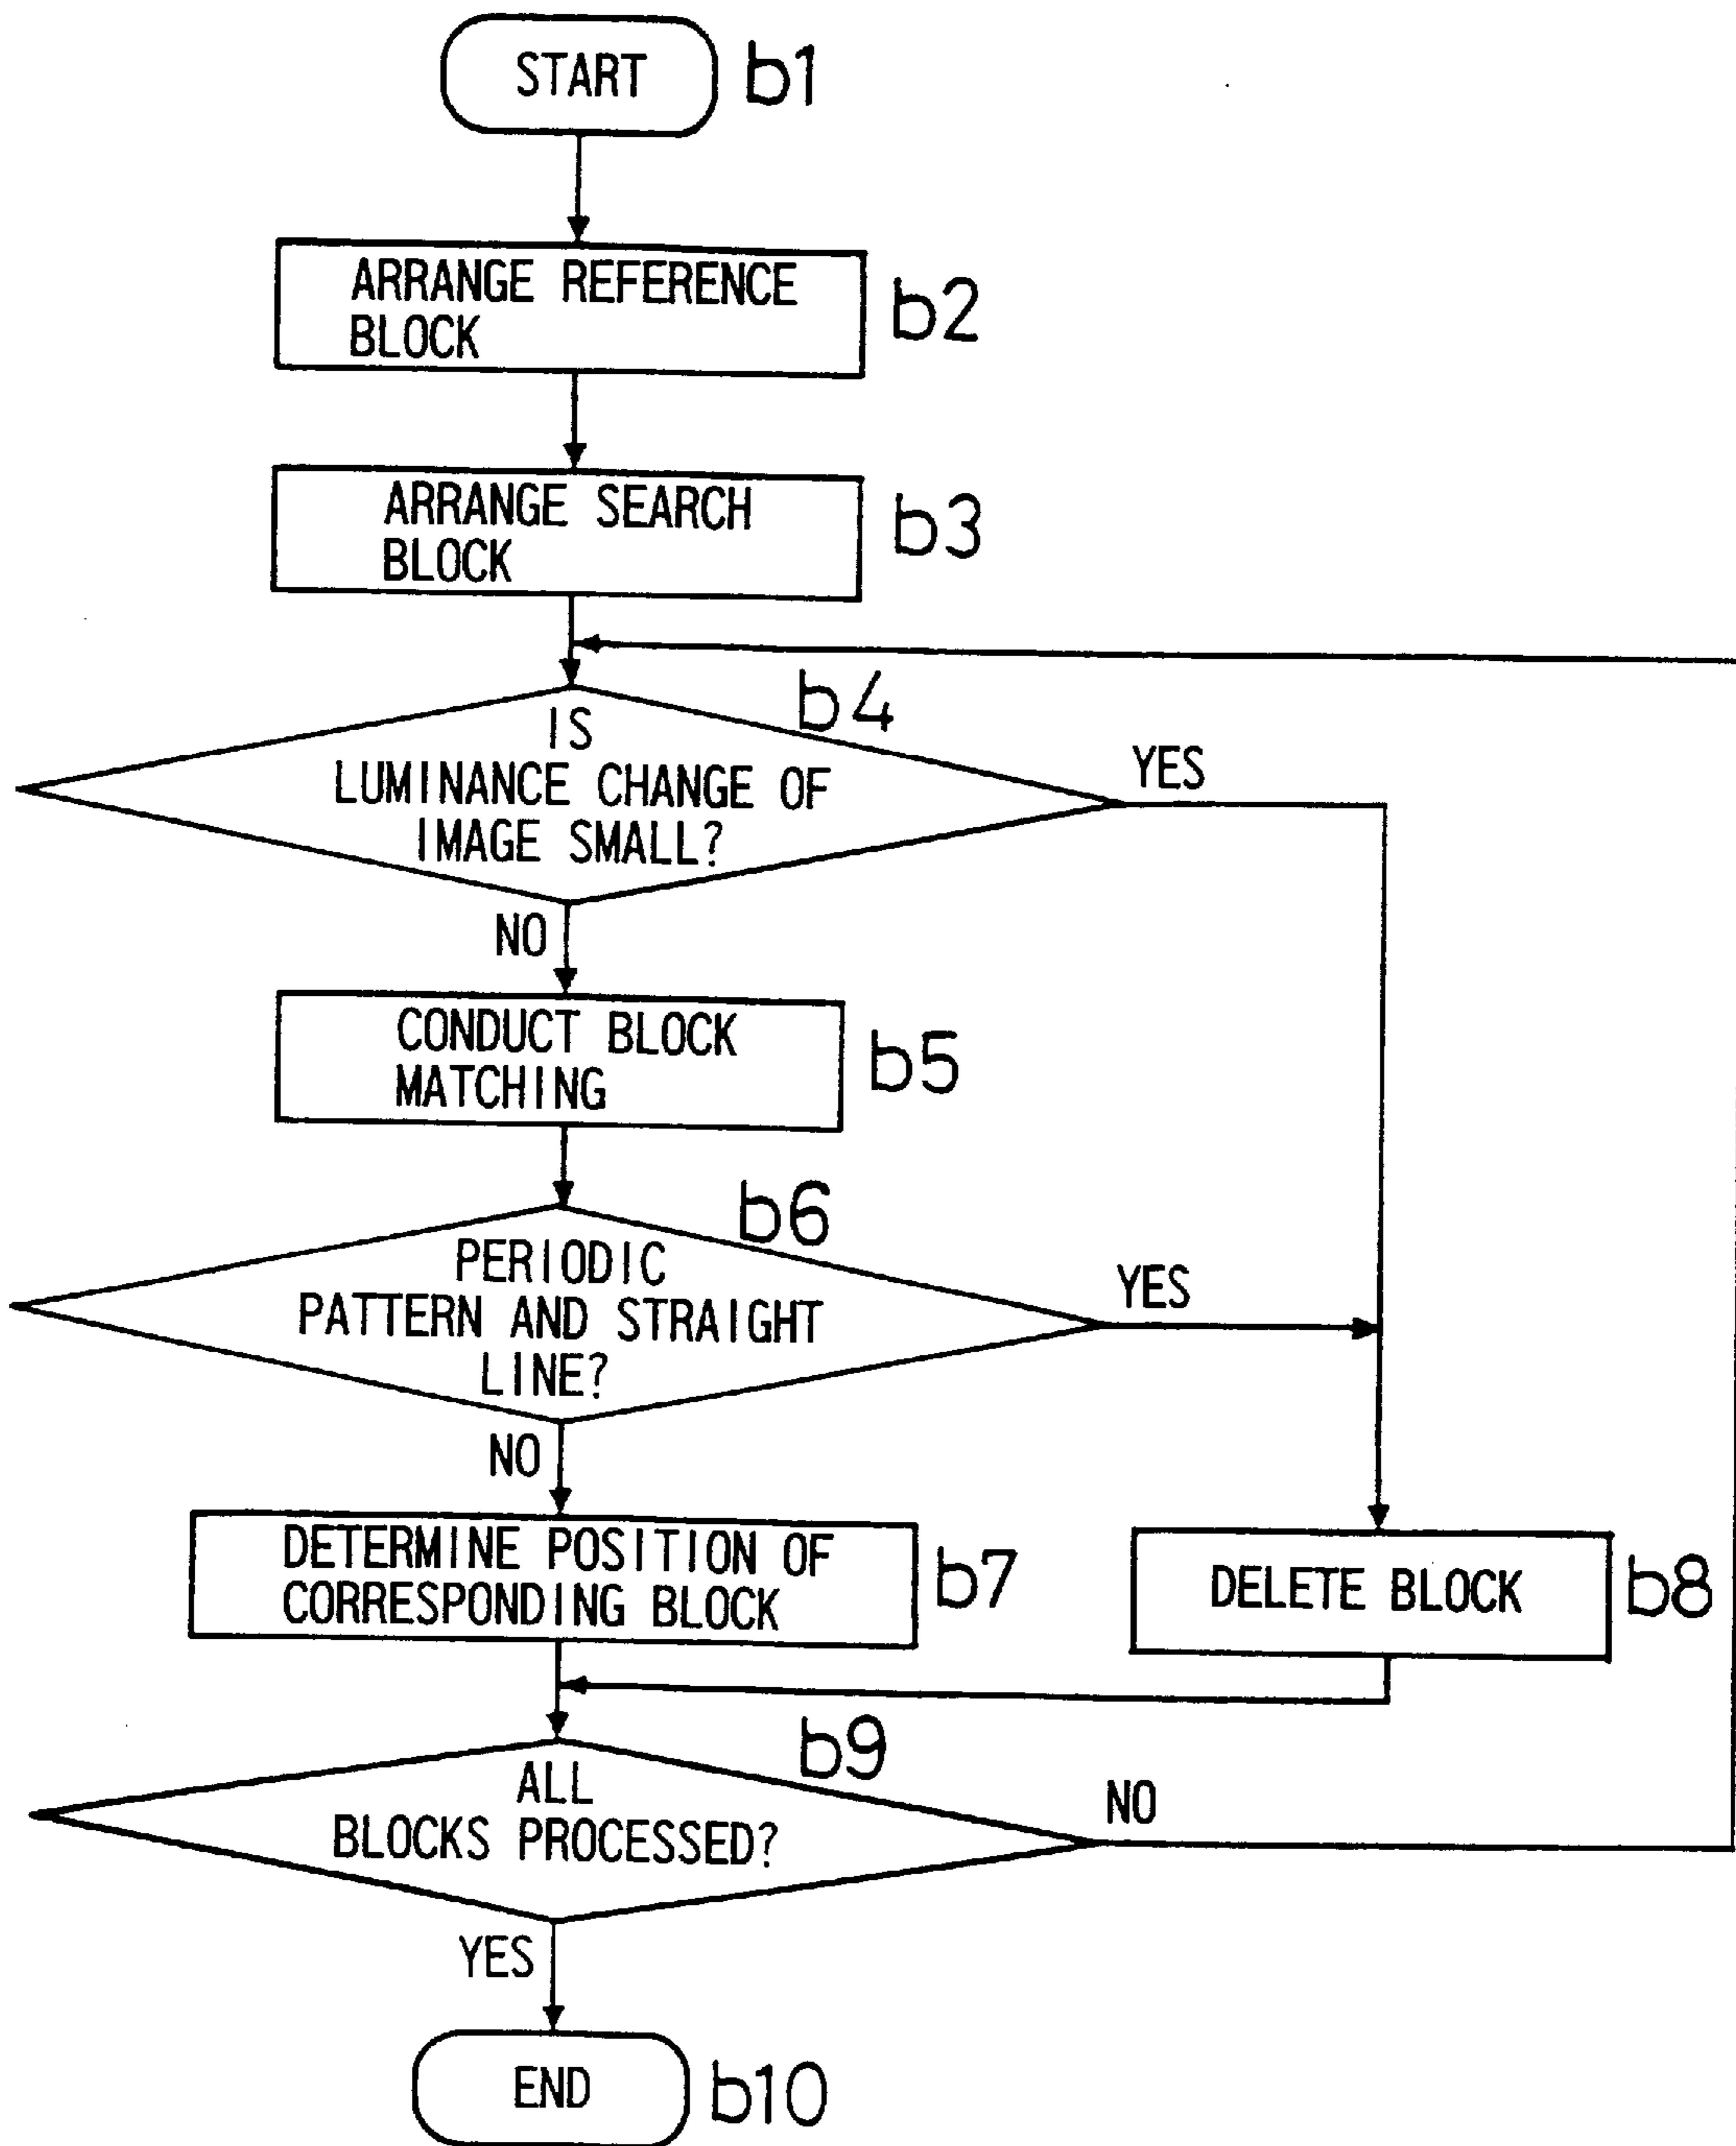 START
b1
ARRANGE REFERENCE
BLOCK
b2
ARRANGE SEARCH
BLOCK
b3
b4
IS
LUMINANCE CHANGE OF
IMAGE SMALL?
YES
NO
CONDUCT BLOCK
MATCHING
b5
b6
PERIODIC
PATTERN AND STRAIGHT
LINE?
YES
NO
DETERMINE POSITION OF
CORRESPONDING BLOCK
b7
DELETE BLOCK
b8
b9
ALL
BLOCKS PROCESSED?
NO
YES
END
b10